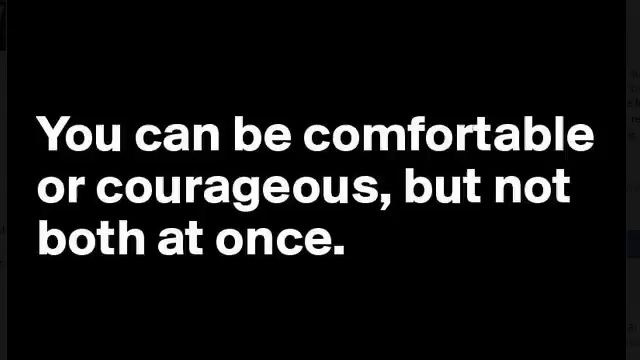 You can be comfortable
or courageous, but not
both at once.